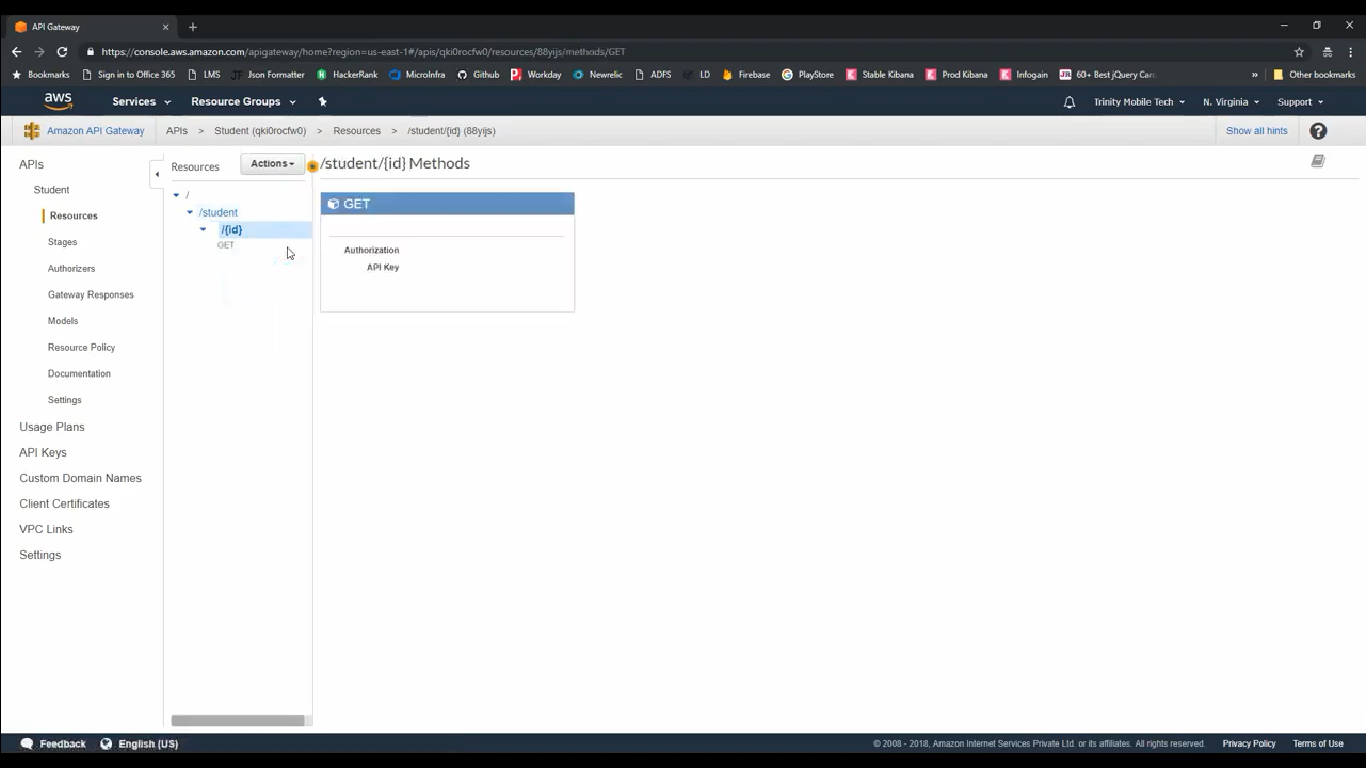 API Gateway
https://console.aws.amazon.com/apigateway/home?region=us-east-1#/apis/qki0rocfw0/resources/88yijs/methods/GET
Bookmarks Sign in to Office 365 LMS Json Formatter HackerRank MicroInfra Github Workday Newrelic .ADFS LD Firebase PlayStore Stable Kibana Prod Kibana Infogain 60+ Best jQuery Car » Other bookmarks
aws Services Resource Groups Trinity Mobile Tech N. Virginia Support
Amazon API Gateway APIs > Student (qki0rocfw0) > Resources > /student/{id} (88yijs) Show all hints
APIs
Student
Resources
Stages
Authorizers
Gateway Responses
Models
Resource Policy
Documentation
Settings
Usage Plans
API Keys
Custom Domain Names
Client Certificates
VPC Links
Settings
Resources Actions
/
/student
/{id}
GET
/student/{id} Methods
GET
Authorization
API Key
Feedback English (US) © 2008 - 2018, Amazon Internet Services Private Ltd. or its affiliates. All rights reserved. Privacy Policy Terms of Use